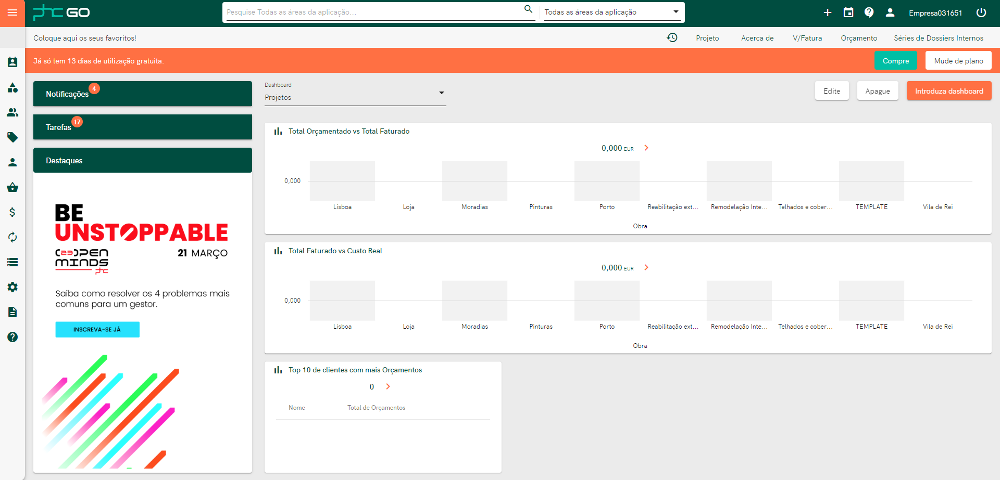 phc GO
Pesquise Todas as áreas da aplicação...
Todas as áreas da aplicação
Empresa031651
Coloque aqui os seus favoritos!
Projeto
Acerca de
V/Fatura
Orçamento
Séries de Dossiers Internos
Já só tem 13 dias de utilização gratuita.
Compre
Mude de plano
Notificações
4
Tarefas
17
Destaques
BE
UNSTOPPABLE
C23OPEN
MINDS
phc
21 MARÇO
Saiba como resolver os 4 problemas mais
comuns para um gestor.
INSCREVA-SE JÁ
Dashboard
Projetos
Edite
Apague
Introduza dashboard
Total Orçamentado vs Total Faturado
0,000 EUR
0,000
Lisboa
Loja
Moradias
Pinturas
Porto
Reabilitação ext...
Remodelação Inte...
Telhados e cober...
TEMPLATE
Vila de Rei
Obra
Total Faturado vs Custo Real
0,000 EUR
0,000
Lisboa
Loja
Moradias
Pinturas
Porto
Reabilitação ext...
Remodelação Inte...
Telhados e cober...
TEMPLATE
Vila de Rei
Obra
Top 10 de clientes com mais Orçamentos
0
Nome
Total de Orçamentos